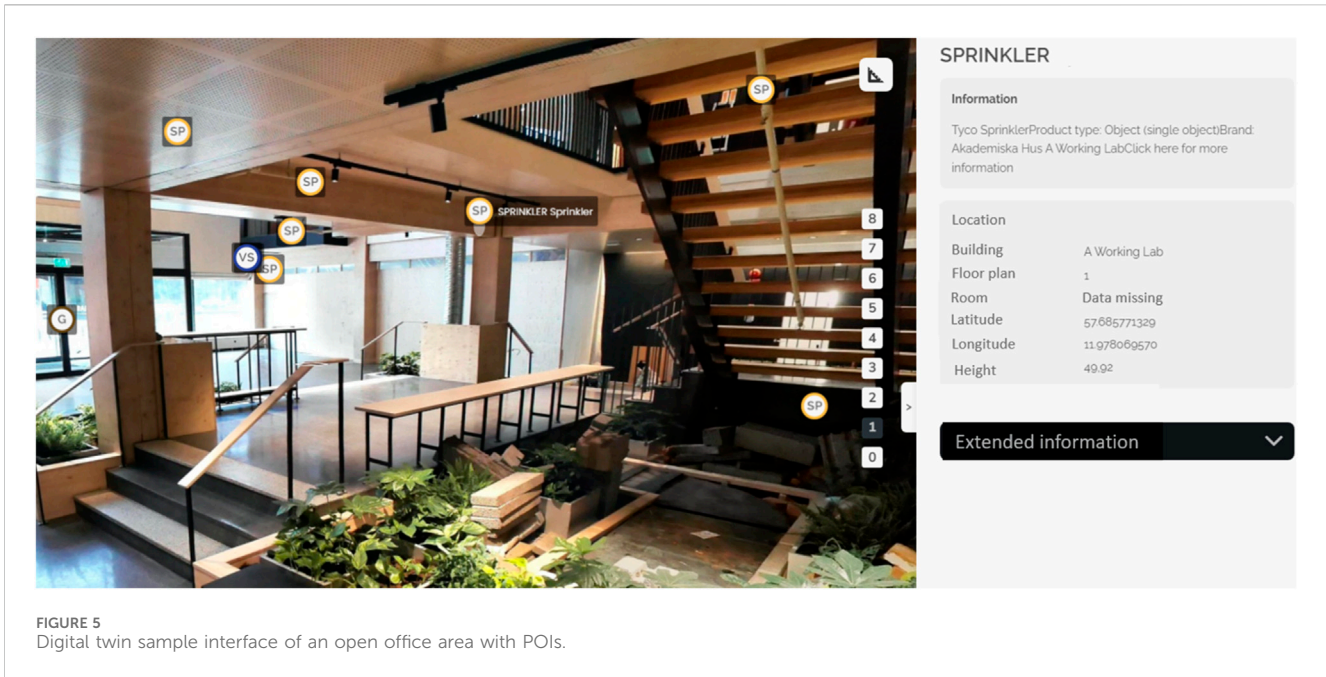 SP
SP
SP
SP SPRINKLER Sprinkler
SP
VS
SP
G
SP
8
7
6
5
4
3
2
1
0
>
SPRINKLER
Information
Tyco SprinklerProduct type: Object (single object)Brand:
Akademiska Hus A Working LabClick here for more
information
Location
Building A Working Lab
Floor plan 1
Room Data missing
Latitude 57.685771329
Longitude 11.978069570
Height 49.92
Extended information
FIGURE 5
Digital twin sample interface of an open office area with POIs.